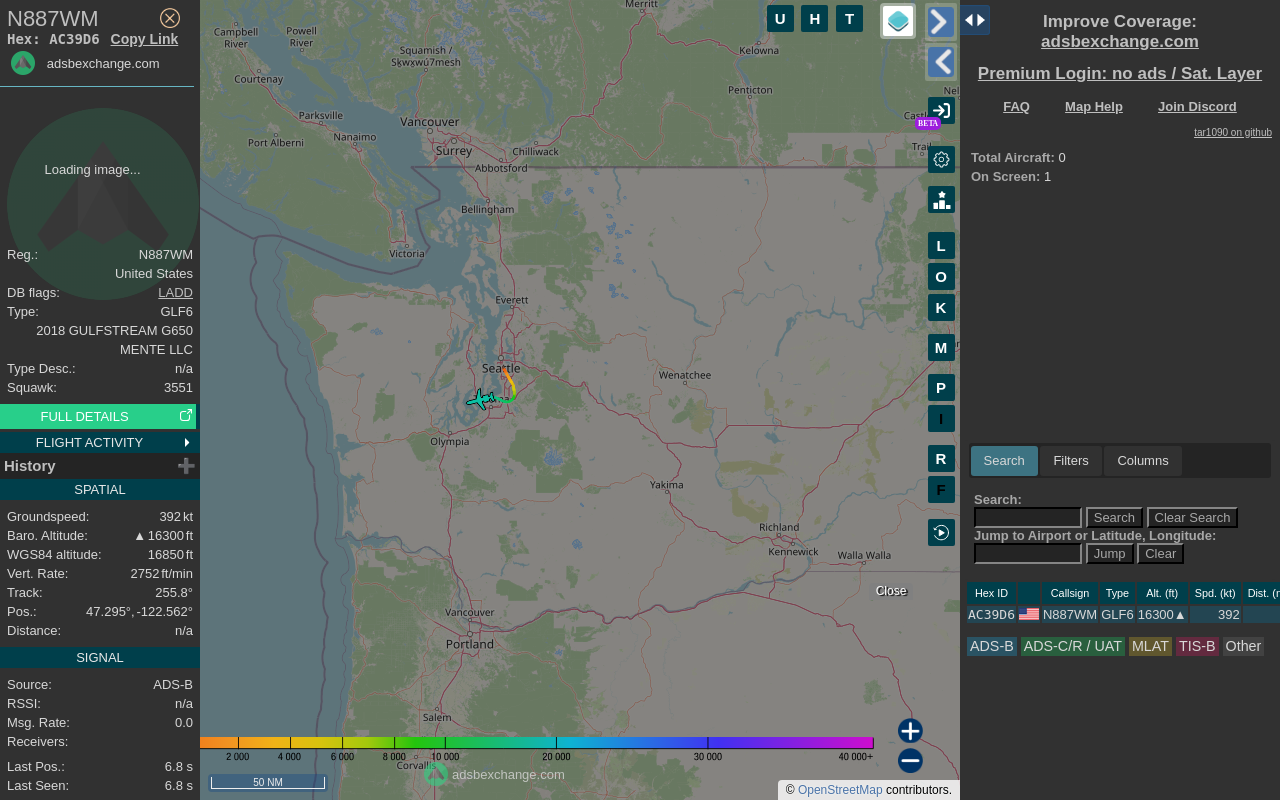 N887WM
Hex: AC39D6 Copy Link
adsbexchange.com
Loading image...
Reg.: N887WM
United States
DB flags: LADD
Type: GLF6
2018 GULFSTREAM G650
MENTE LLC
Type Desc.: n/a
Squawk: 3551
FULL DETAILS
FLIGHT ACTIVITY
History
SPATIAL
Groundspeed: 392 kt
Baro. Altitude: ▲ 16300 ft
WGS84 altitude: 16850 ft
Vert. Rate: 2752 ft/min
Track: 255.8°
Pos.: 47.295°, -122.562°
Distance: n/a
SIGNAL
Source: ADS-B
RSSI: n/a
Msg. Rate: 0.0
Receivers:
Last Pos.: 6.8 s
Last Seen: 6.8 s
Merritt
U H T
Campbell River
Powell River
Squamish / Sḵwx̱wú7mesh
Kelowna
Courtenay
Penticton
Nel
Parksville
Vancouver
Castl
BETA
Nanaimo
Port Alberni
Surrey
Chilliwack
Trail
Abbotsford
Bellingham
Victoria
L
O
K
Everett
M
Seattle
Wenatchee
P
I
Olympia
R
Yakima
F
Richland
Kennewick
Walla Walla
Close
Vancouver
Portland
Salem
2 000 4 000 6 000 8 000 10 000 20 000 30 000 40 000+
Corvallis
adsbexchange.com
50 NM
© OpenStreetMap contributors.
Improve Coverage:
adsbexchange.com
Premium Login: no ads / Sat. Layer
FAQ Map Help Join Discord
tar1090 on github
Total Aircraft: 0
On Screen: 1
Search Filters Columns
Search:
Search Clear Search
Jump to Airport or Latitude, Longitude:
Jump Clear
Hex ID Callsign Type Alt. (ft) Spd. (kt) Dist. (n
AC39D6 N887WM GLF6 16300▲ 392
ADS-B ADS-C/R / UAT MLAT TIS-B Other